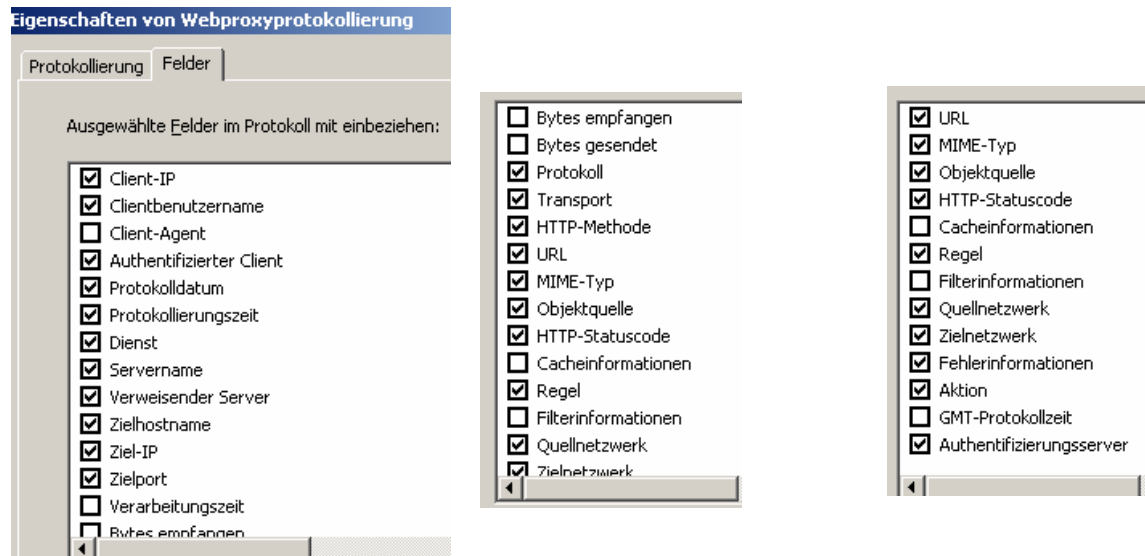 Eigenschaften von Webproxyprotokollierung
Protokollierung Felder
Ausgewählte Felder im Protokoll mit einbeziehen:
Client-IP
Clientbenutzername
Client-Agent
Authentifizierter Client
Protokolldatum
Protokollierungszeit
Dienst
Servername
Verweisender Server
Zielhostname
Ziel-IP
Zielport
Verarbeitungszeit
Bytes empfangen
Bytes empfangen
Bytes gesendet
Protokoll
Transport
HTTP-Methode
URL
MIME-Typ
Objektquelle
HTTP-Statuscode
Cacheinformationen
Regel
Filterinformationen
Quellnetzwerk
Zielnetzwerk
URL
MIME-Typ
Objektquelle
HTTP-Statuscode
Cacheinformationen
Regel
Filterinformationen
Quellnetzwerk
Zielnetzwerk
Fehlerinformationen
Aktion
GMT-Protokollzeit
Authentifizierungsserver